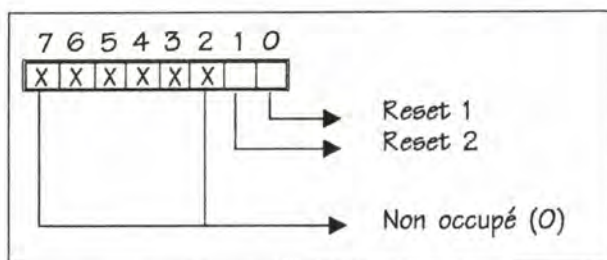 7 6 5 4 3 2 1 0
X X X X X X
Reset 1
Reset 2
Non occupé (0)